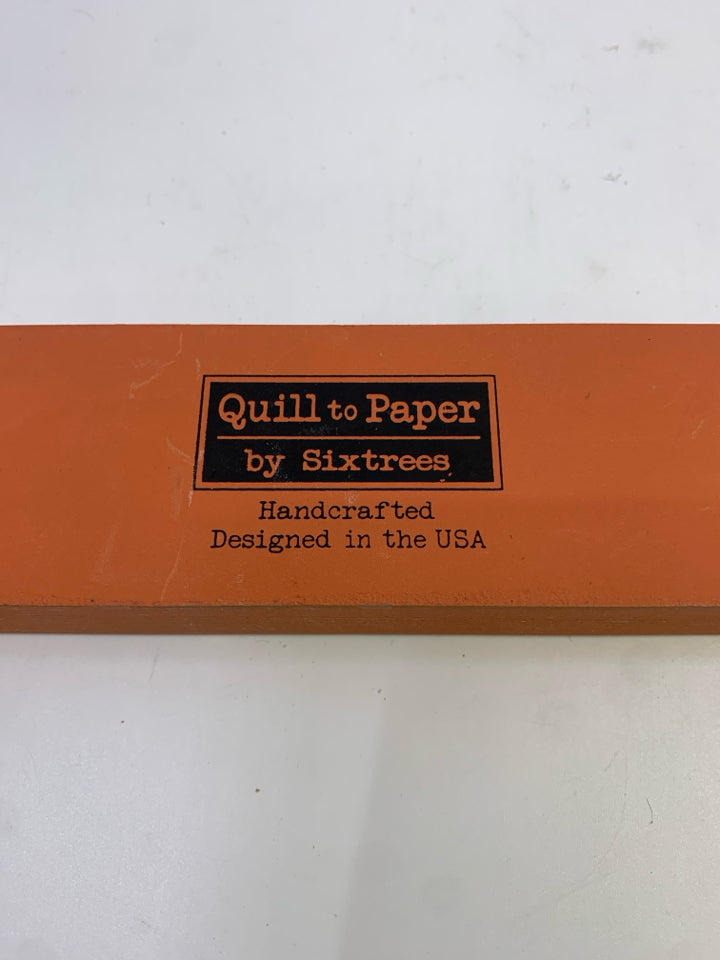 Quill to Paper
by Sixtrees
Handcrafted
Designed in the USA